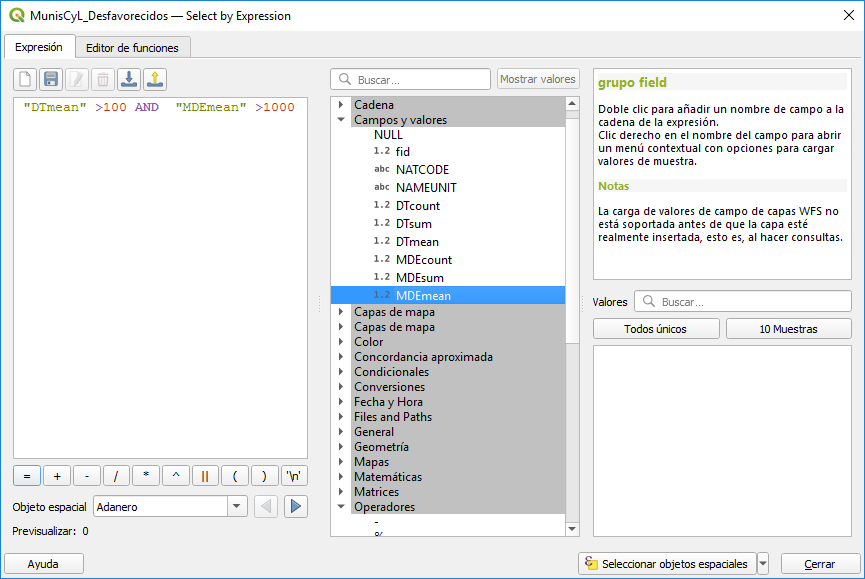 MunisCyL_Desfavorecidos — Select by Expression
Expresión
Editor de funciones
"DTmean" >100 AND  "MDEmean" >1000
= + - / * ^ || ( ) '\n'
Objeto espacial Adanero
Previsualizar: 0
Buscar...
Mostrar valores
Cadena
Campos y valores
NULL
1.2 fid
abc NATCODE
abc NAMEUNIT
1.2 DTcount
1.2 DTsum
1.2 DTmean
1.2 MDEcount
1.2 MDEsum
1.2 MDEmean
Capas de mapa
Capas de mapa
Color
Concordancia aproximada
Condicionales
Conversiones
Fecha y Hora
Files and Paths
General
Geometría
Mapas
Matemáticas
Matrices
Operadores
-
%
grupo field
Doble clic para añadir un nombre de campo a la
cadena de la expresión.
Clic derecho en el nombre del campo para abrir
un menú contextual con opciones para cargar
valores de muestra.
Notas
La carga de valores de campo de capas WFS no
está soportada antes de que la capa esté
realmente insertada, esto es, al hacer consultas.
Valores Buscar...
Todos únicos
10 Muestras
Ayuda
Seleccionar objetos espaciales
Cerrar